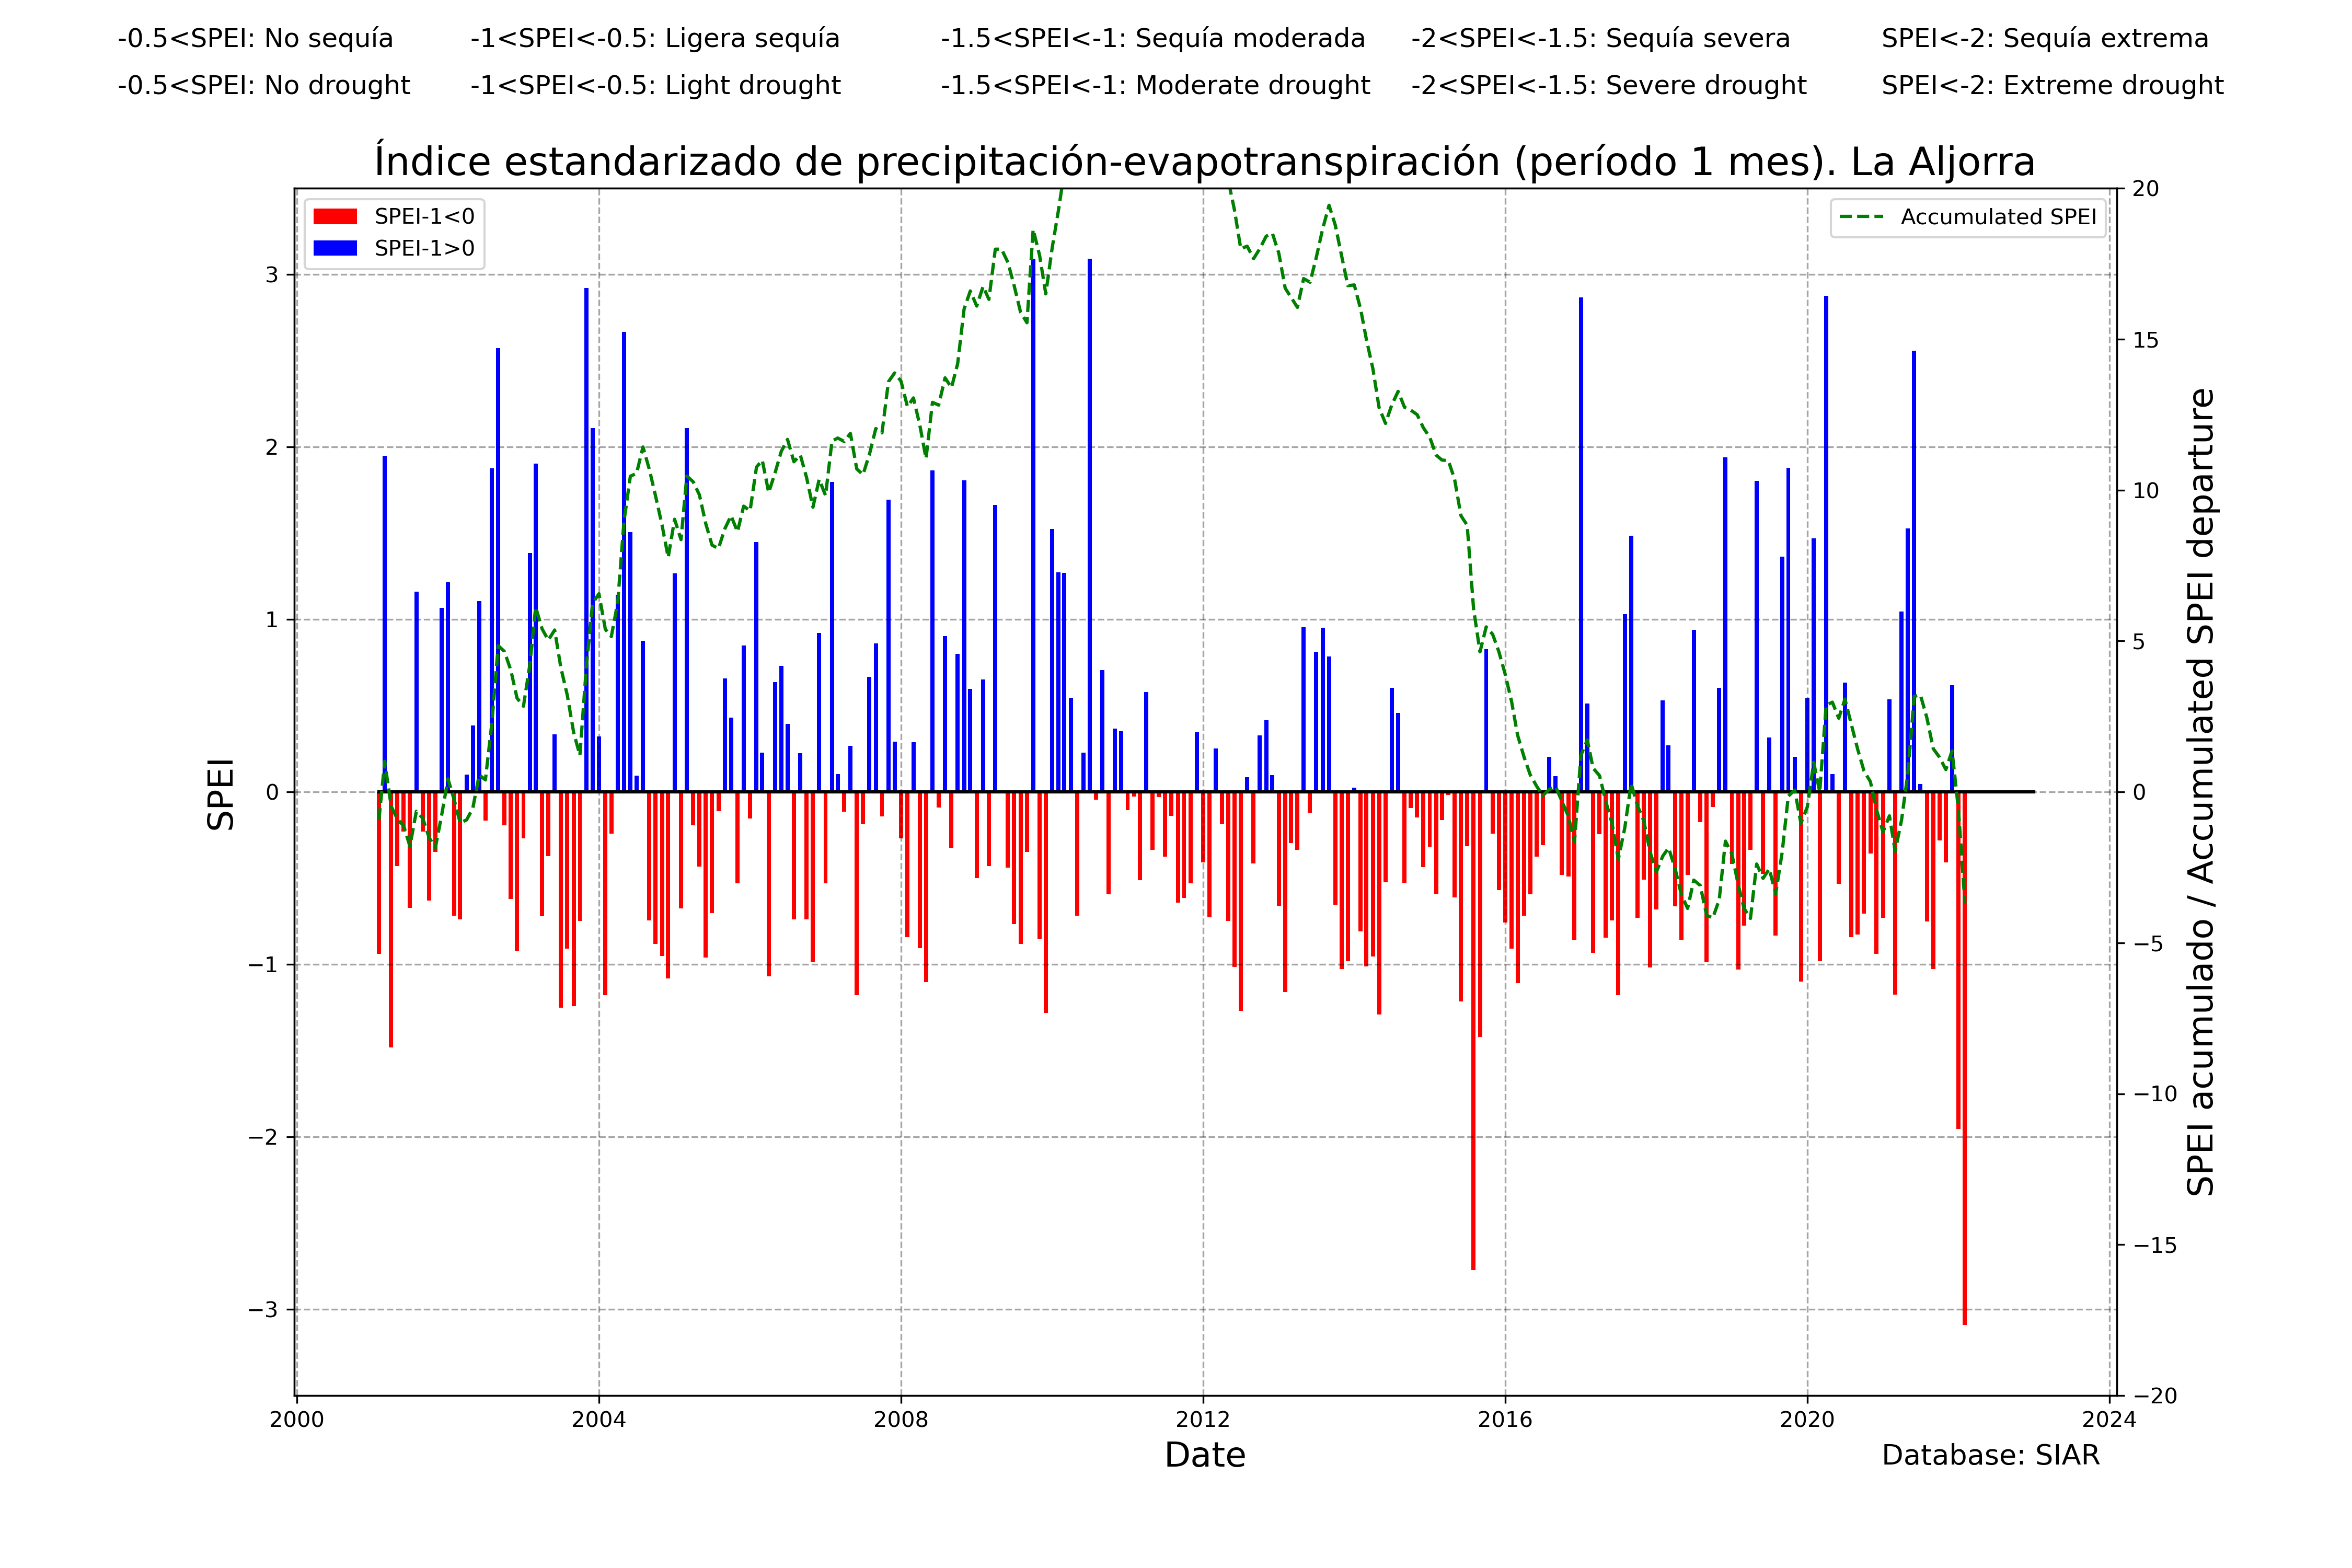 -0.5<SPEI: No sequía -1<SPEI<-0.5: Ligera sequía -1.5<SPEI<-1: Sequía moderada -2<SPEI<-1.5: Sequía severa SPEI<-2: Sequía extrema
-0.5<SPEI: No drought -1<SPEI<-0.5: Light drought -1.5<SPEI<-1: Moderate drought -2<SPEI<-1.5: Severe drought SPEI<-2: Extreme drought
Índice estandarizado de precipitación-evapotranspiración (período 1 mes). La Aljorra
SPEI-1<0
SPEI-1>0
Accumulated SPEI
SPEI
3
2
1
0
−1
−2
−3
20
15
10
5
0
−5
−10
−15
−20
SPEI acumulado / Accumulated SPEI departure
2000 2004 2008 2012 2016 2020 2024
Date
Database: SIAR